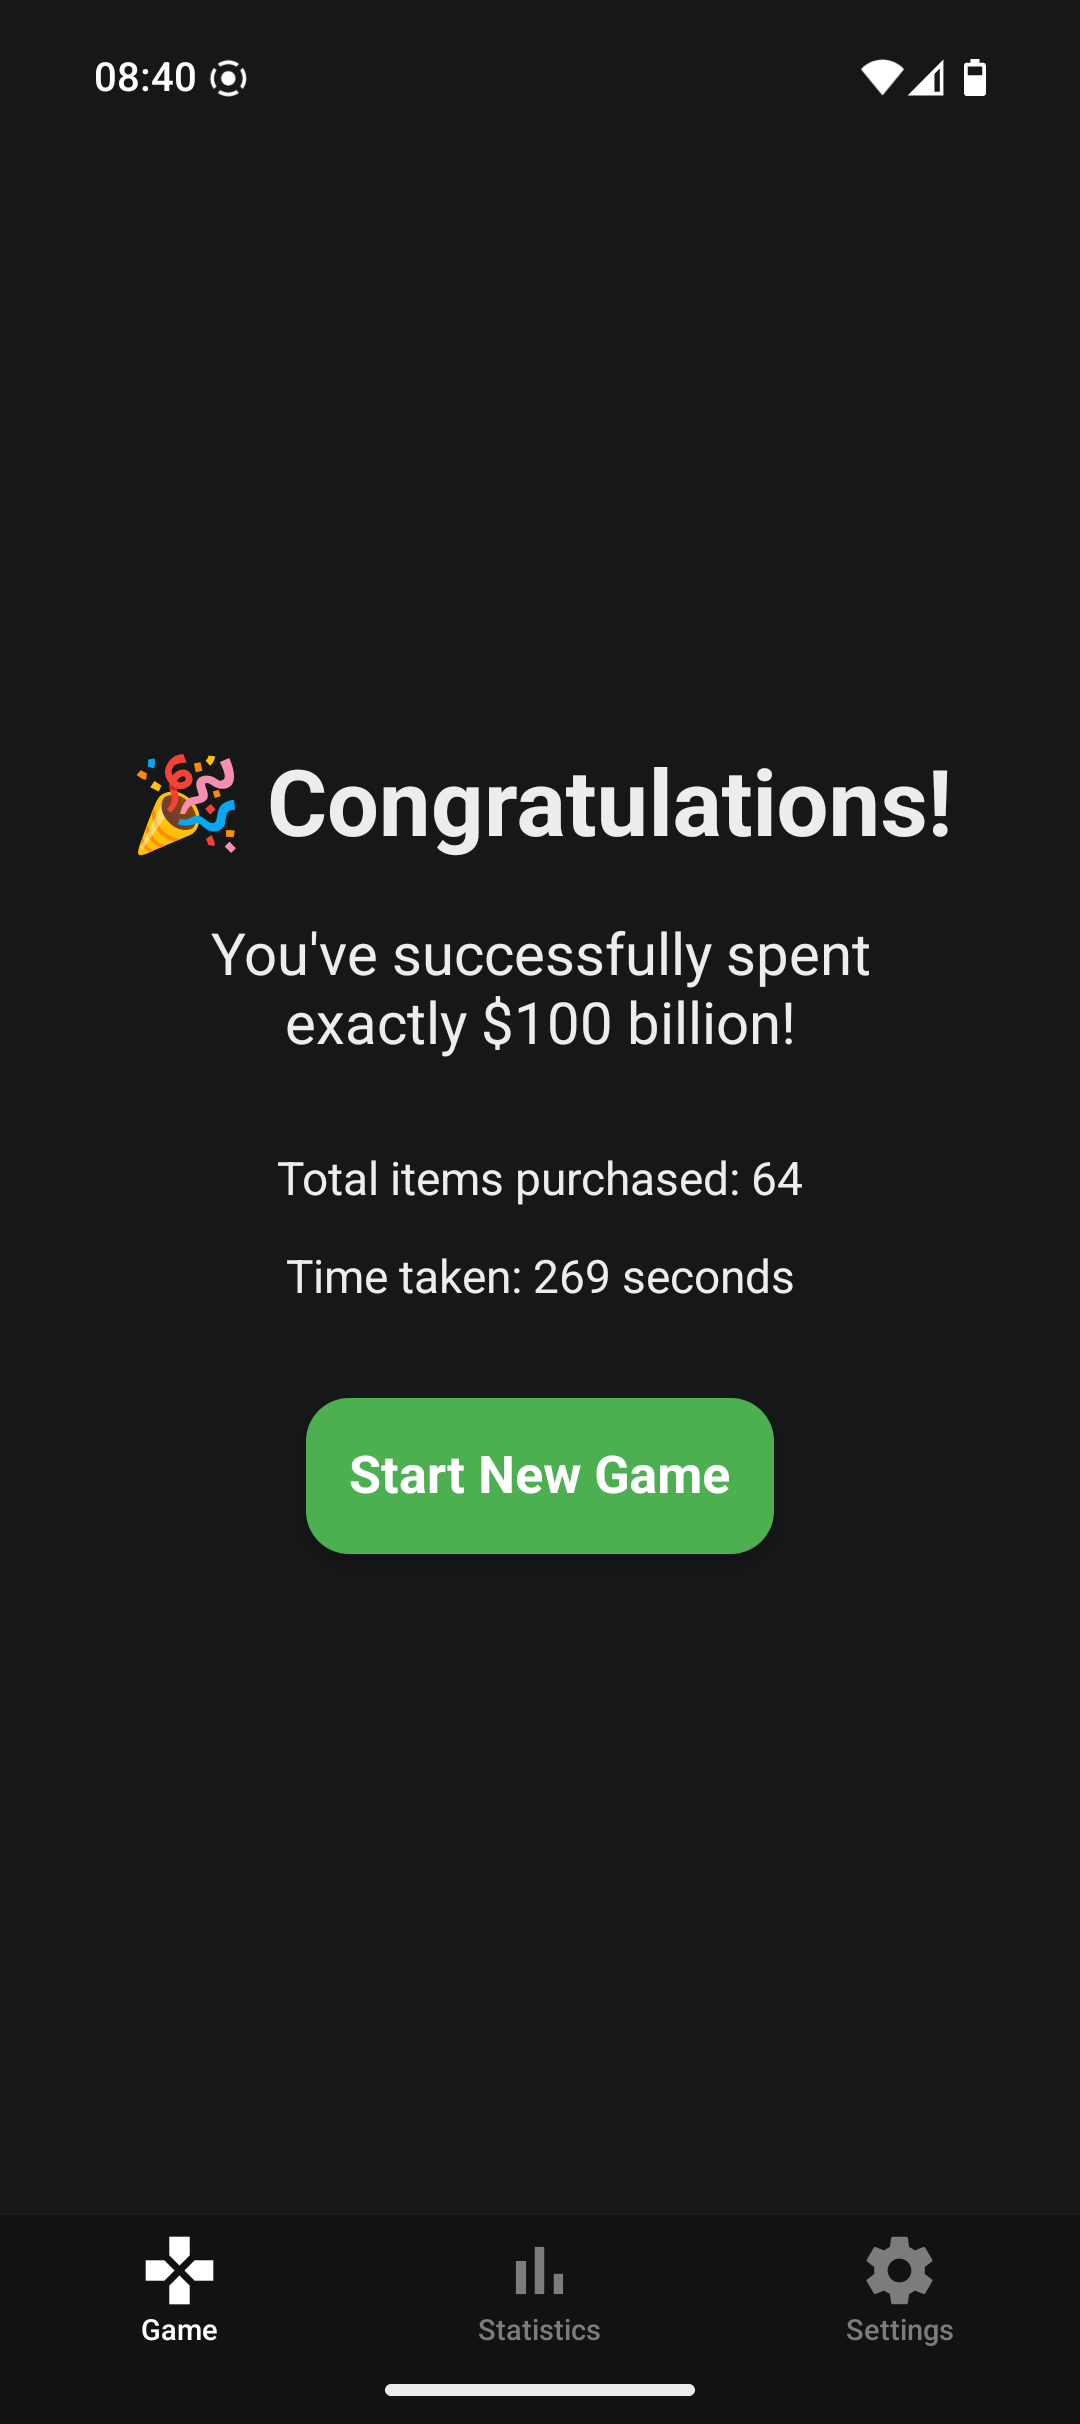 08:40
🎉 Congratulations!
You've successfully spent
exactly $100 billion!
Total items purchased: 64
Time taken: 269 seconds
Start New Game
Game
Statistics
Settings